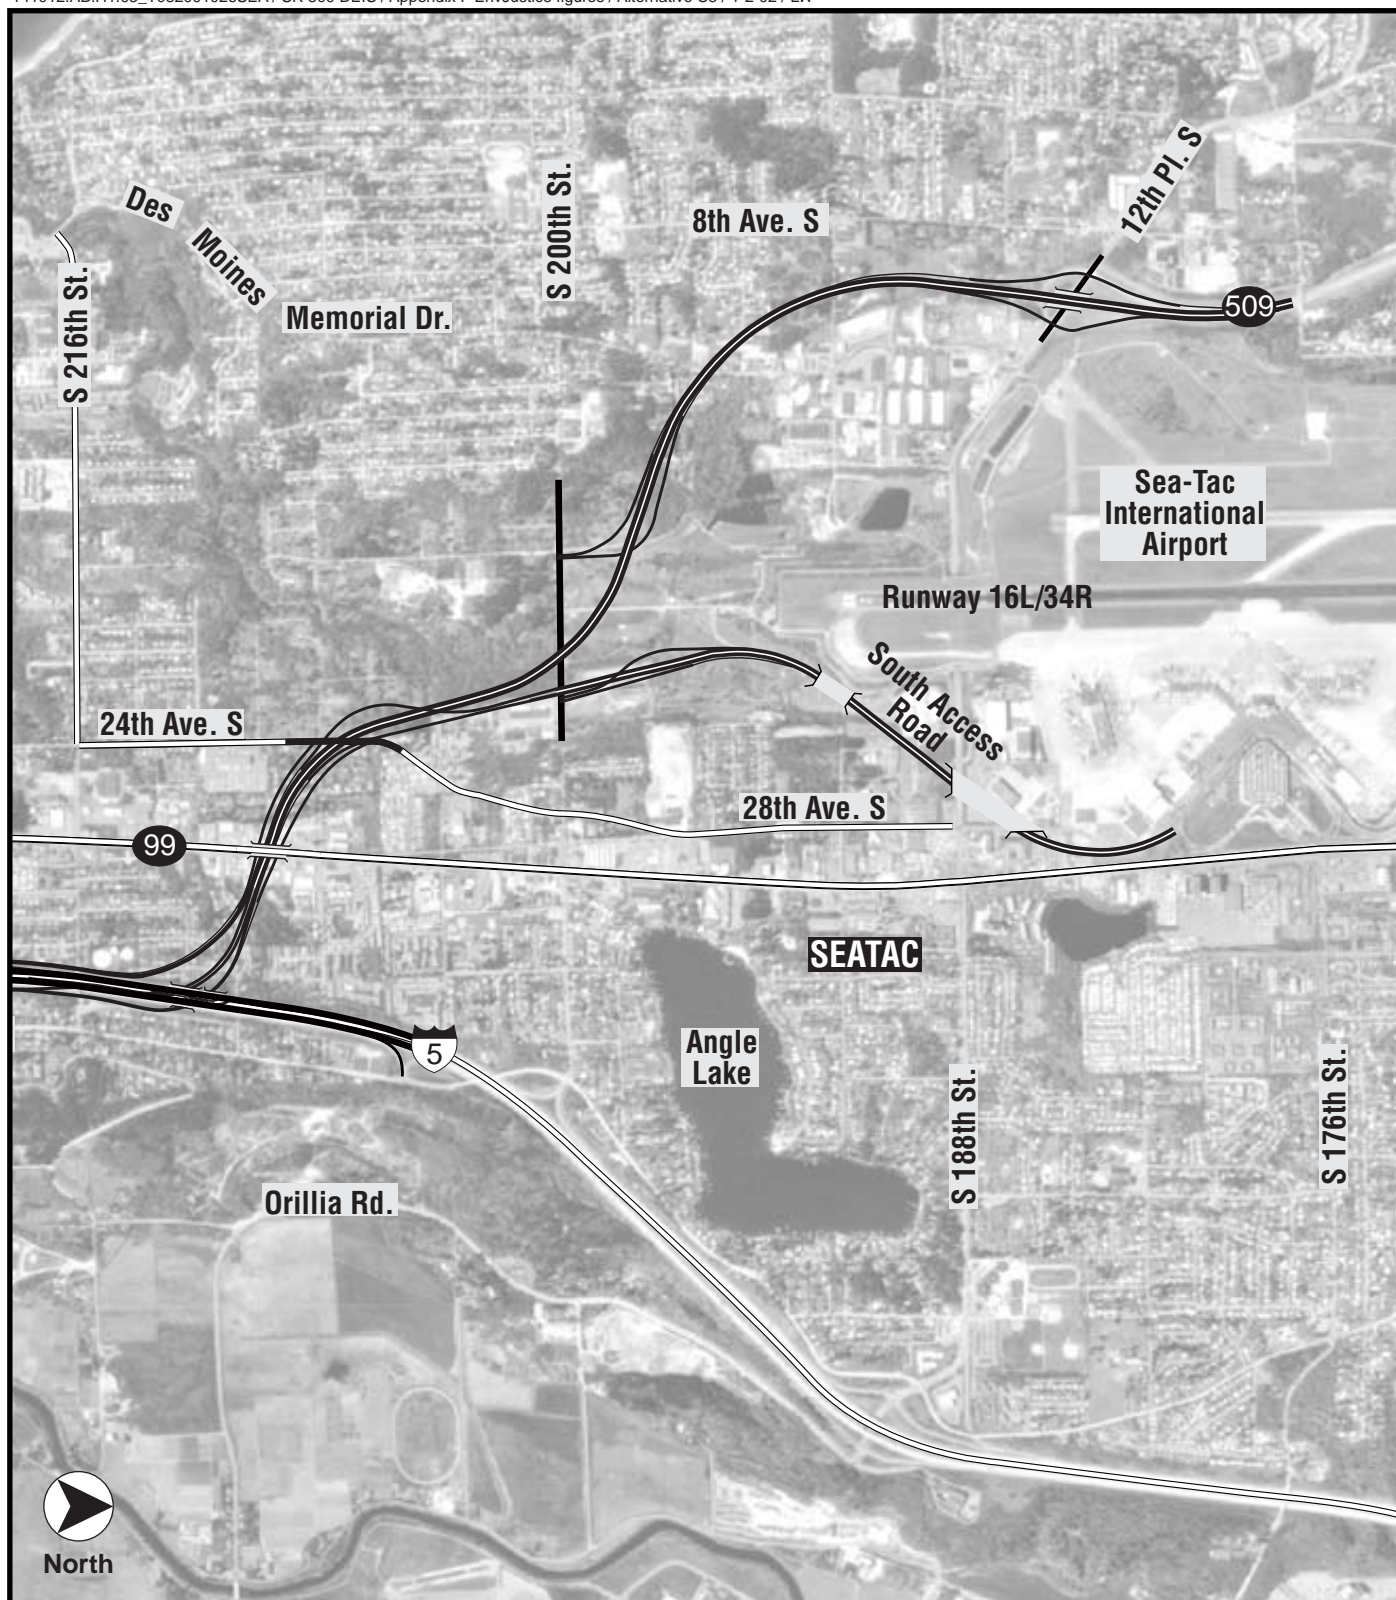 Des
Moines
Memorial Dr.
S 216th St.
S 200th St.
8th Ave. S
12th Pl. S
509
Sea-Tac
International
Airport
Runway 16L/34R
South Access
Road
24th Ave. S
28th Ave. S
99
SEATAC
5
Angle
Lake
S 188th St.
S 176th St.
Orillia Rd.
North